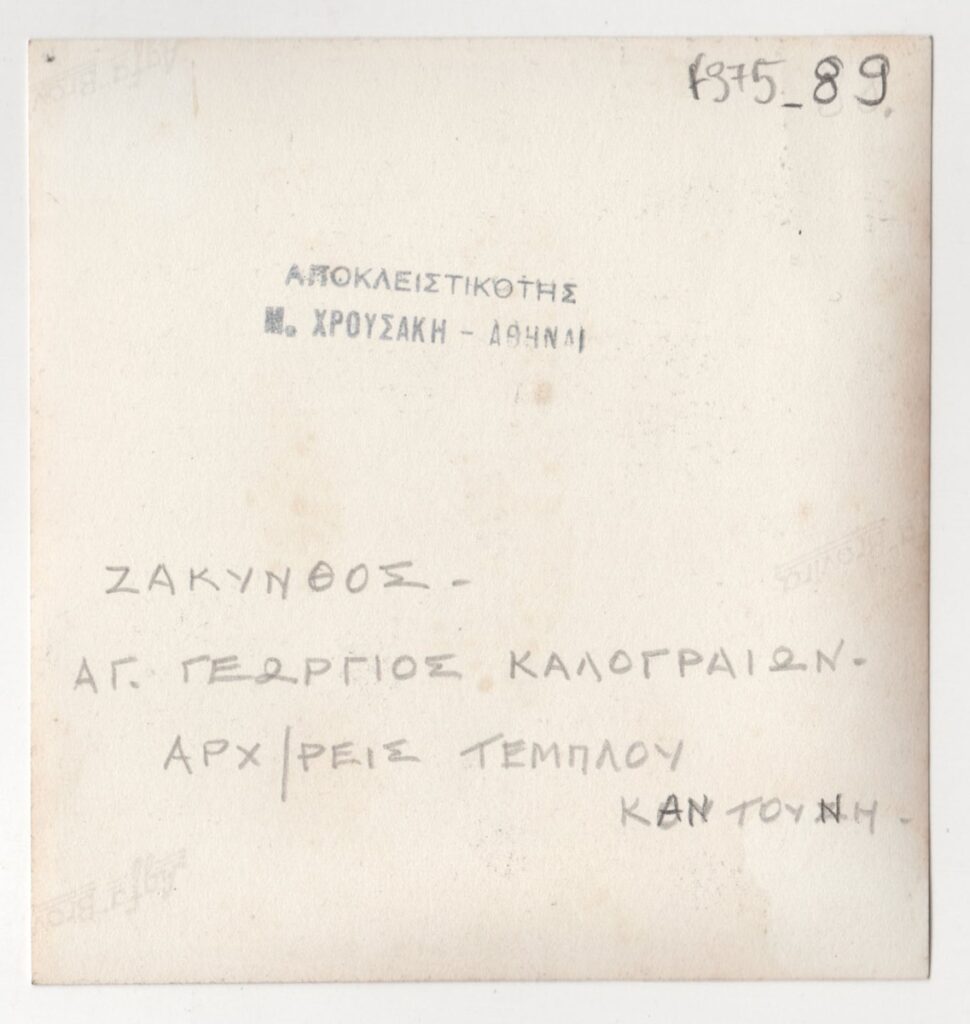 1975_89
ΑΠΟΚΛΕΙΣΤΙΚΟΤΗΣ
Μ. ΧΡΟΥΣΑΚΗ - ΑΘΗΝΑΙ
ΖΑΚΥΝΘΟΣ -
ΑΓ. ΓΕΩΡΓΙΟΣ ΚΑΛΟΓΡΑΙΩΝ.
ΑΡΧ/ΡΕΙΣ ΤΕΜΠΛΟΥ
ΚΑΝΤΟΥΝΗ -